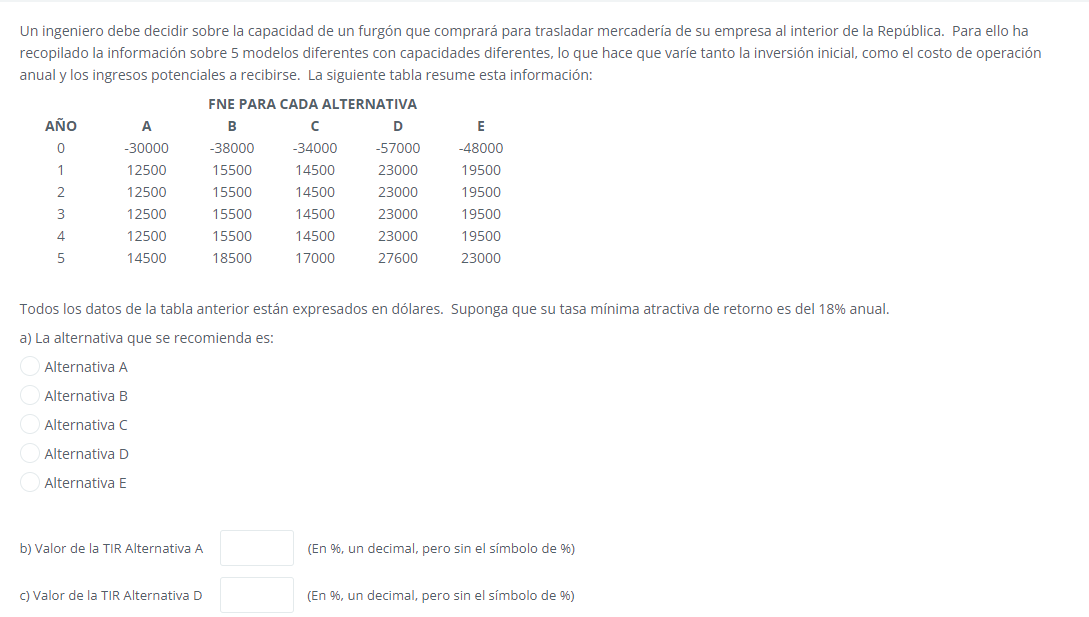 Un ingeniero debe decidir sobre la capacidad de un furgón que comprará para trasladar mercadería de su empresa al interior de la República. Para ello ha
recopilado la información sobre 5 modelos diferentes con capacidades diferentes, lo que hace que varíe tanto la inversión inicial, como el costo de operación
anual y los ingresos potenciales a recibirse. La siguiente tabla resume esta información:
FNE PARA CADA ALTERNATIVA
AÑO A B C D E
0 -30000 -38000 -34000 -57000 -48000
1 12500 15500 14500 23000 19500
2 12500 15500 14500 23000 19500
3 12500 15500 14500 23000 19500
4 12500 15500 14500 23000 19500
5 14500 18500 17000 27600 23000
Todos los datos de la tabla anterior están expresados en dólares. Suponga que su tasa mínima atractiva de retorno es del 18% anual.
a) La alternativa que se recomienda es:
Alternativa A
Alternativa B
Alternativa C
Alternativa D
Alternativa E
b) Valor de la TIR Alternativa A (En %, un decimal, pero sin el símbolo de %)
c) Valor de la TIR Alternativa D (En %, un decimal, pero sin el símbolo de %)